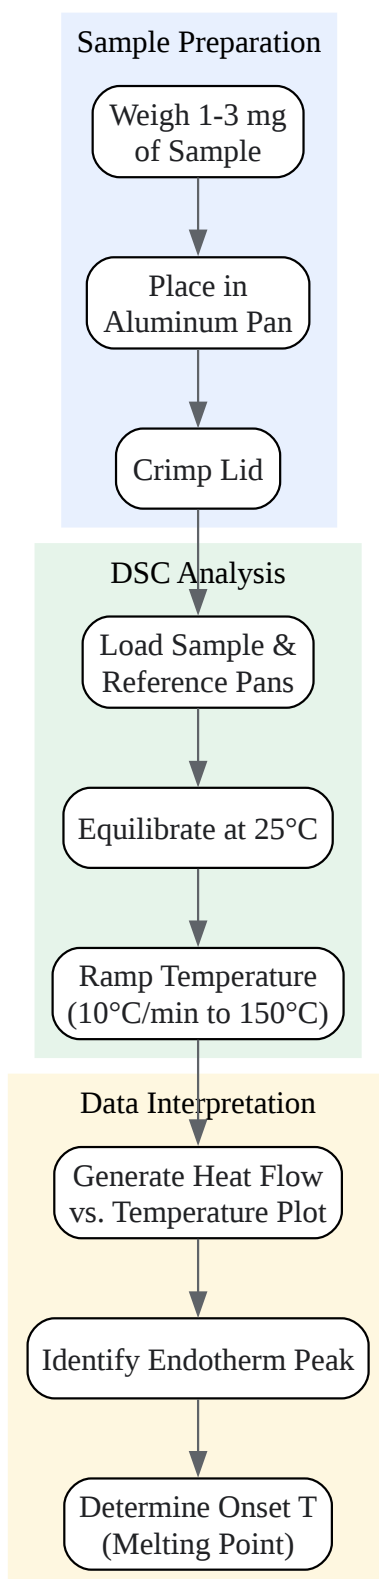 Sample Preparation
Weigh 1-3 mg
of Sample
Place in
Aluminum Pan
Crimp Lid
DSC Analysis
Load Sample &
Reference Pans
Equilibrate at 25°C
Ramp Temperature
(10°C/min to 150°C)
Data Interpretation
Generate Heat Flow
vs. Temperature Plot
Identify Endotherm Peak
Determine Onset T
(Melting Point)